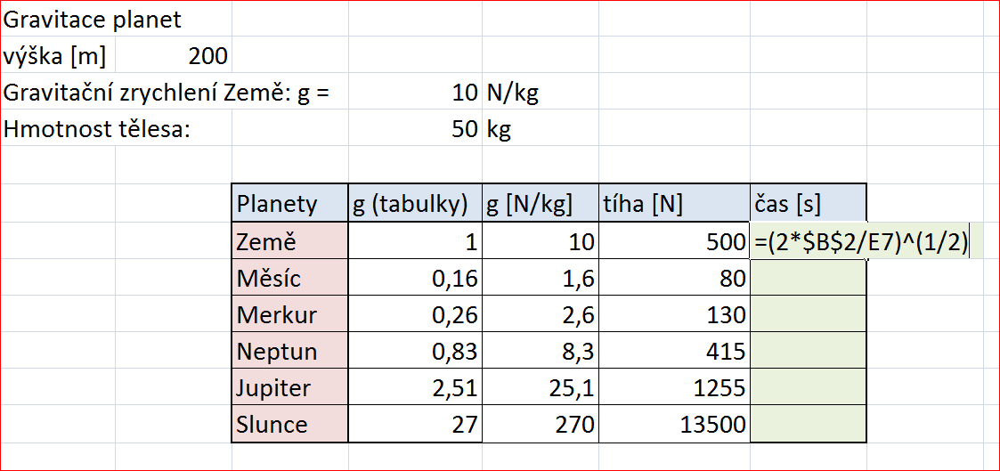 Gravitace planet
výška [m] 200
Gravitační zrychlení Země: g = 10 N/kg
Hmotnost tělesa: 50 kg
Planety g (tabulky) g [N/kg] tíha [N] čas [s]
Země 1 10 500 =(2*$B$2/E7)^(1/2)
Měsíc 0,16 1,6 80
Merkur 0,26 2,6 130
Neptun 0,83 8,3 415
Jupiter 2,51 25,1 1255
Slunce 27 270 13500